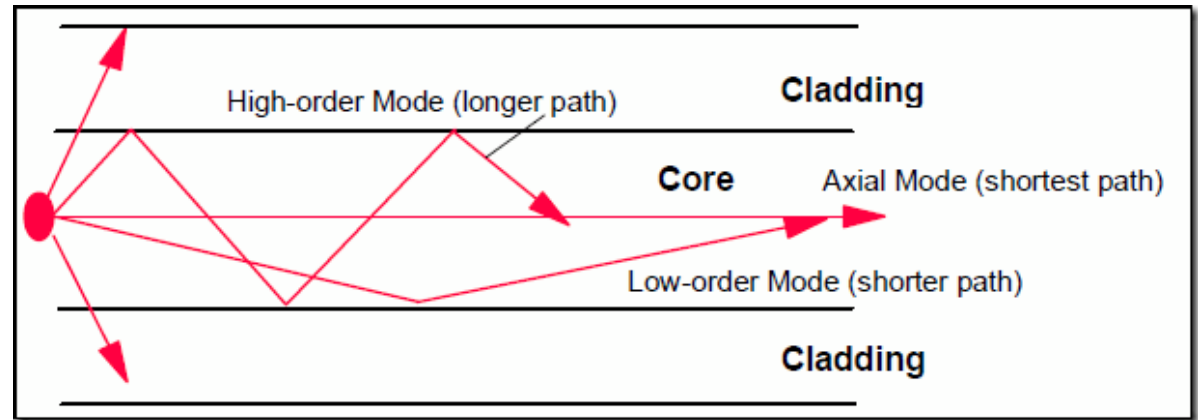 Cladding
High-order Mode (longer path)
Core
Axial Mode (shortest path)
Low-order Mode (shorter path)
Cladding